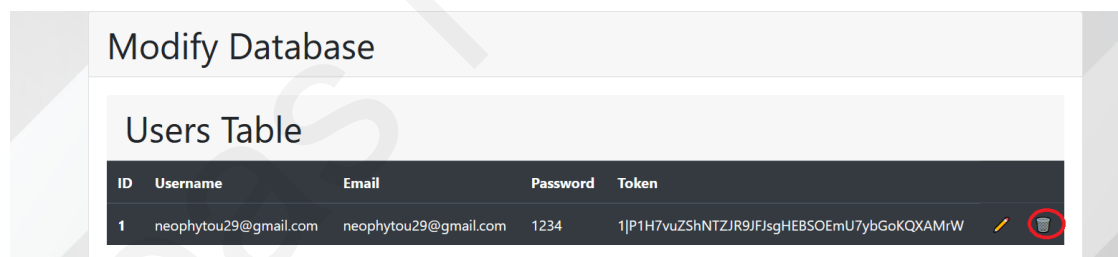 Modify Database
Users Table
ID Username Email Password Token
1 neophytou29@gmail.com neophytou29@gmail.com 1234 1|P1H7vuZShNTZJR9JFJsgHEBSOEmU7ybGoKQXAMrW